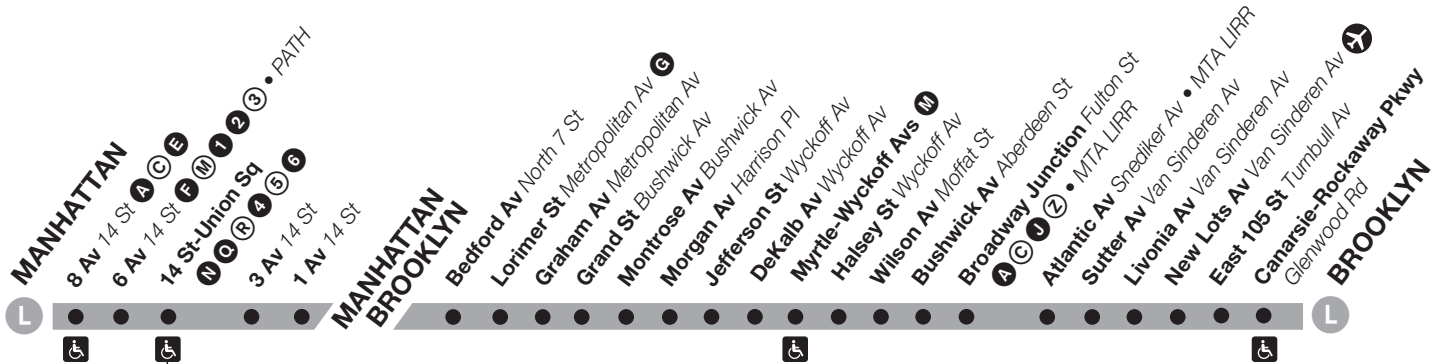 L
MANHATTAN
8 Av 14 St A C E
6 Av 14 St F M 1 2 3 • PATH
14 St-Union Sq
N Q R 4 5 6
3 Av 14 St
1 Av 14 St
MANHATTAN
BROOKLYN
Bedford Av North 7 St
Lorimer St Metropolitan Av G
Graham Av Metropolitan Av
Grand St Bushwick Av
Montrose Av Bushwick Av
Morgan Av Harrison Pl
Jefferson St Wyckoff Av
DeKalb Av Wyckoff Av
Myrtle-Wyckoff Avs M
Halsey St Wyckoff Av
Wilson Av Moffat St
Bushwick Av Aberdeen St
Broadway Junction Fulton St
A C J Z • MTA LIRR
Atlantic Av Snediker Av • MTA LIRR
Sutter Av Van Sinderen Av
Livonia Av Van Sinderen Av
New Lots Av Van Sinderen Av
East 105 St Turnbull Av
Canarsie-Rockaway Pkwy
Glenwood Rd
BROOKLYN
L